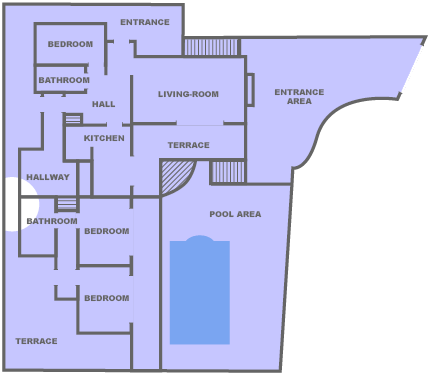 ENTRANCE
BEDROOM
BATHROOM
HALL
LIVING-ROOM
ENTRANCE
AREA
KITCHEN
TERRACE
HALLWAY
BATHROOM
POOL AREA
BEDROOM
BEDROOM
TERRACE